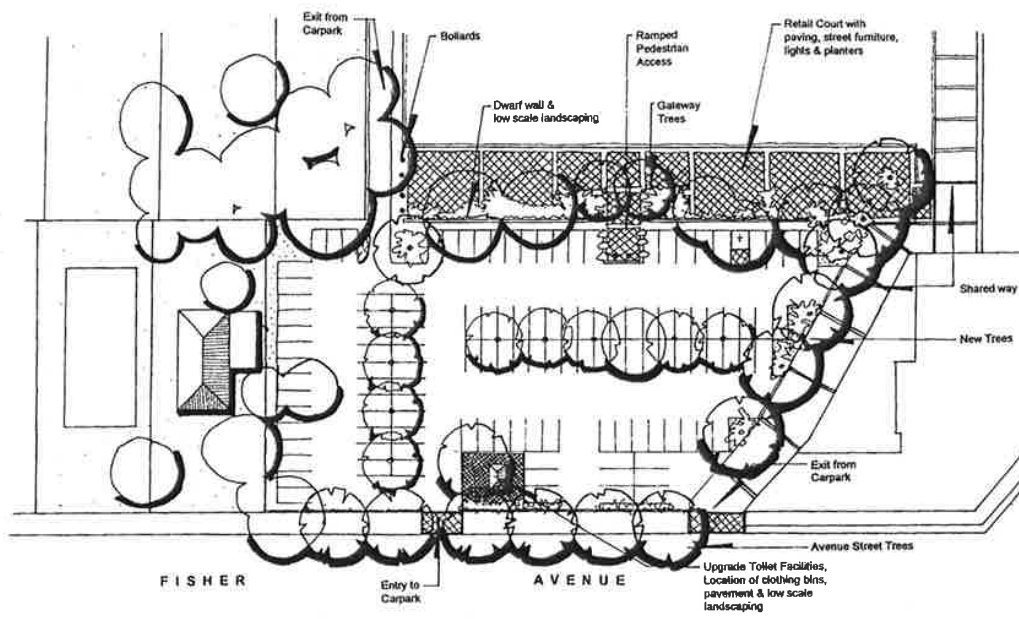 Exit from
Carpark
Bollards
Ramped
Pedestrian
Access
Retail Court with
paving, street furniture,
lights & planters
Dwarf wall &
low scale landscaping
Gateway
Trees
Shared way
New Trees
Exit from
Carpark
Avenue Street Trees
FISHER AVENUE
Entry to
Carpark
Upgrade Toilet Facilities,
Location of clothing bins,
pavement & low scale
landscaping